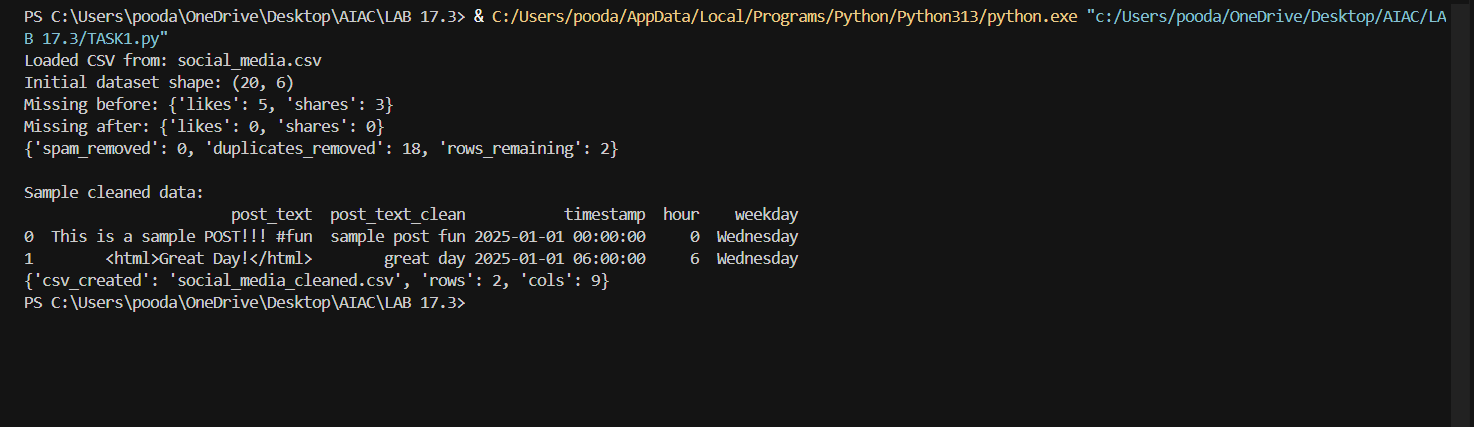 PS C:\Users\pooda\OneDrive\Desktop\AIAC\LAB 17.3> & C:/Users/pooda/AppData/Local/Programs/Python/Python313/python.exe "c:/Users/pooda/OneDrive/Desktop/AIAC/LA
B 17.3/TASK1.py"
Loaded CSV from: social_media.csv
Initial dataset shape: (20, 6)
Missing before: {'likes': 5, 'shares': 3}
Missing after: {'likes': 0, 'shares': 0}
{'spam_removed': 0, 'duplicates_removed': 18, 'rows_remaining': 2}
Sample cleaned data:
                     post_text  post_text_clean           timestamp  hour    weekday
0  This is a sample POST!!! #fun  sample post fun 2025-01-01 00:00:00     0  Wednesday
1        <html>Great Day!</html>        great day 2025-01-01 06:00:00     6  Wednesday
{'csv_created': 'social_media_cleaned.csv', 'rows': 2, 'cols': 9}
PS C:\Users\pooda\OneDrive\Desktop\AIAC\LAB 17.3>